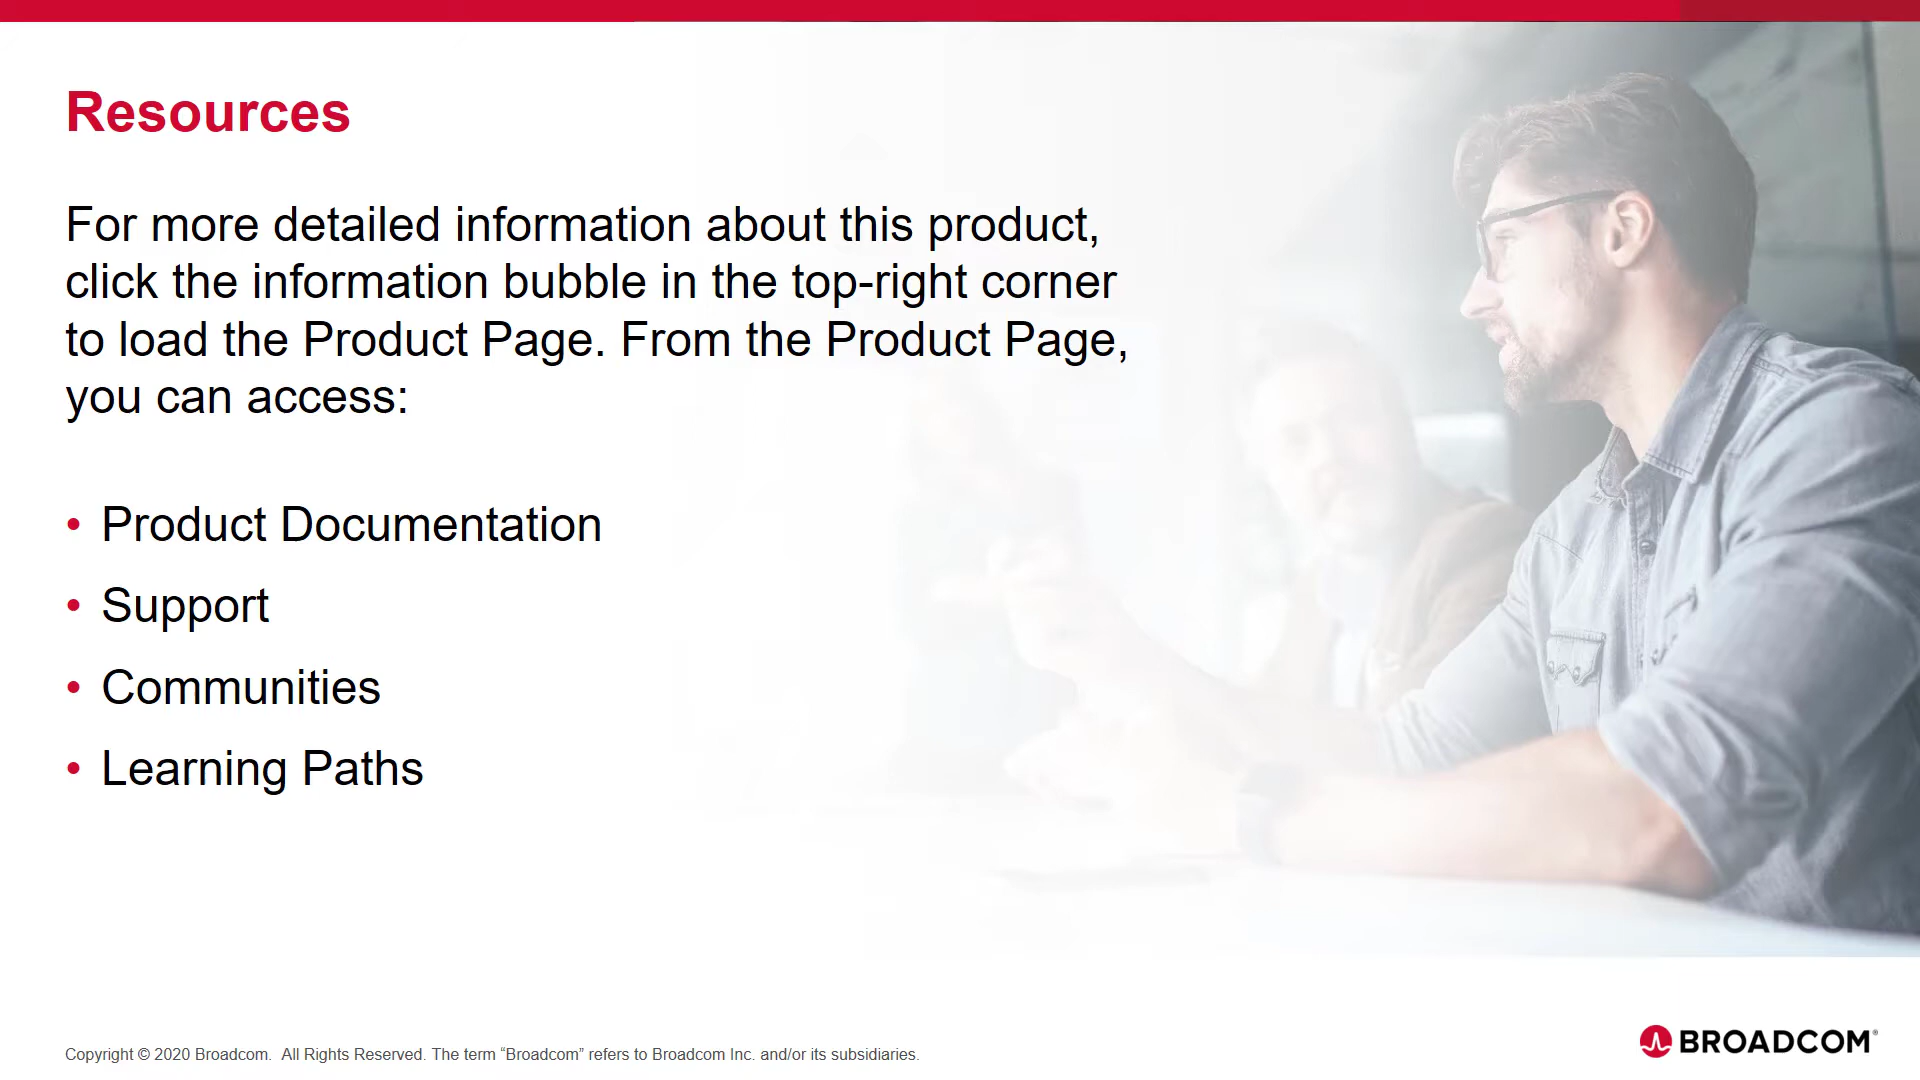 Resources
For more detailed information about this product,
click the information bubble in the top-right corner
to load the Product Page. From the Product Page,
you can access:
• Product Documentation
• Support
• Communities
• Learning Paths
Copyright © 2020 Broadcom.  All Rights Reserved. The term “Broadcom” refers to Broadcom Inc. and/or its subsidiaries.
BROADCOM®